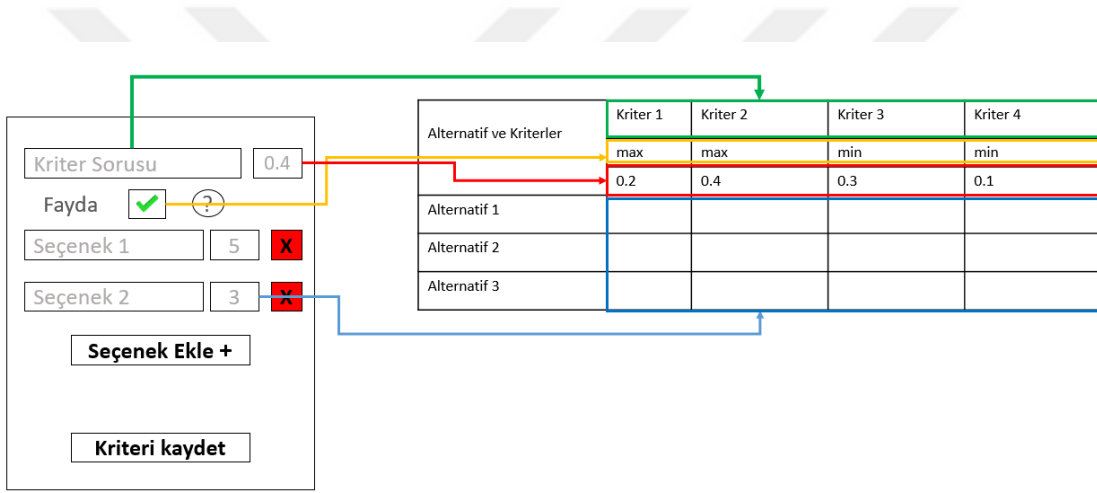 Kriter Sorusu 0.4
Fayda ?
Seçenek 1 5 X
Seçenek 2 3 X
Seçenek Ekle +
Kriteri kaydet
Alternatif ve Kriterler Kriter 1 Kriter 2 Kriter 3 Kriter 4
max max min min
0.2 0.4 0.3 0.1
Alternatif 1
Alternatif 2
Alternatif 3